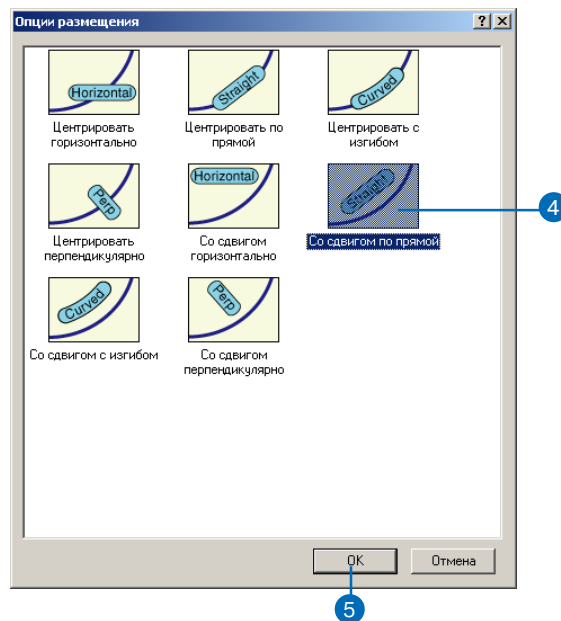 Опции размещения
Horizontal
Straight
Curved
Центрировать
горизонтально
Центрировать по
прямой
Центрировать с
изгибом
Perp
Horizontal
Straight
4
Центрировать
перпендикулярно
Со сдвигом
горизонтально
Со сдвигом по прямой
Curved
Perp
Со сдвигом с изгибом
Со сдвигом
перпендикулярно
OK
Отмена
5